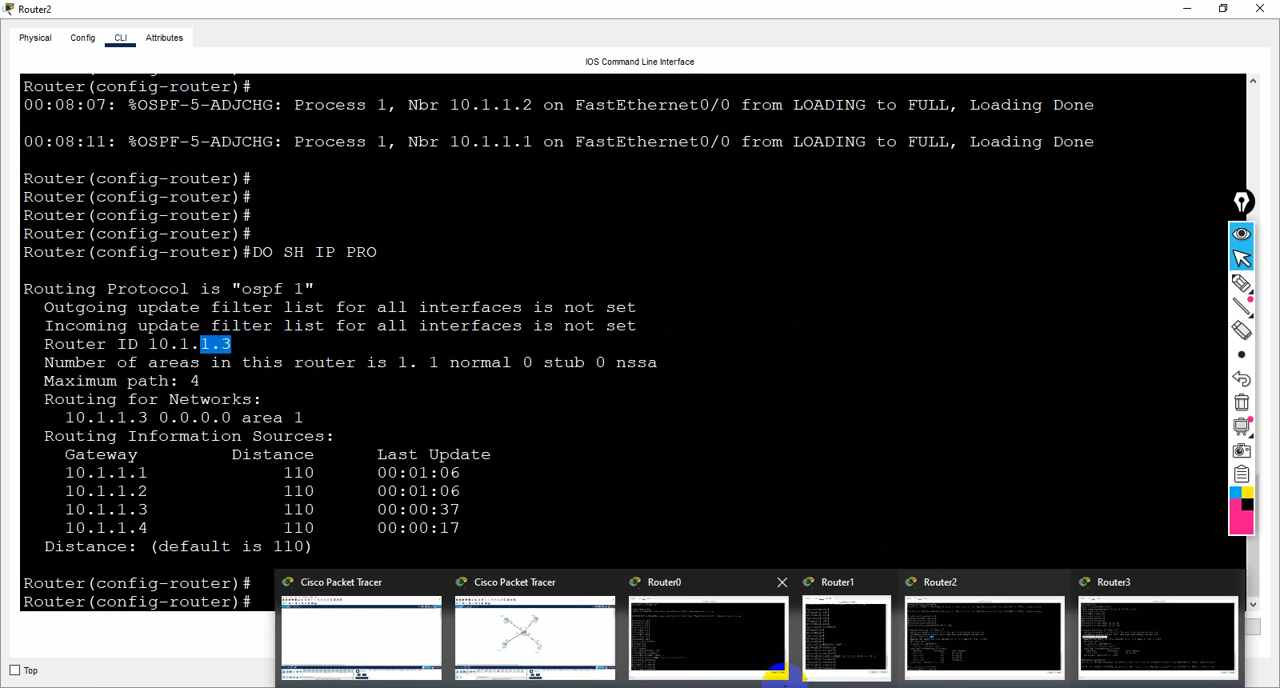 Router2
Physical Config CLI Attributes
IOS Command Line Interface
Router(config-router)#
00:08:07: %OSPF-5-ADJCHG: Process 1, Nbr 10.1.1.2 on FastEthernet0/0 from LOADING to FULL, Loading Done
00:08:11: %OSPF-5-ADJCHG: Process 1, Nbr 10.1.1.1 on FastEthernet0/0 from LOADING to FULL, Loading Done
Router(config-router)#
Router(config-router)#
Router(config-router)#
Router(config-router)#
Router(config-router)#DO SH IP PRO
Routing Protocol is "ospf 1"
Outgoing update filter list for all interfaces is not set
Incoming update filter list for all interfaces is not set
Router ID 10.1.1.3
Number of areas in this router is 1. 1 normal 0 stub 0 nssa
Maximum path: 4
Routing for Networks:
10.1.1.3 0.0.0.0 area 1
Routing Information Sources:
Gateway Distance Last Update
10.1.1.1 110 00:01:06
10.1.1.2 110 00:01:06
10.1.1.3 110 00:00:37
10.1.1.4 110 00:00:17
Distance: (default is 110)
Router(config-router)#
Router(config-router)#
Cisco Packet Tracer Cisco Packet Tracer Router0 Router1 Router2 Router3
Top